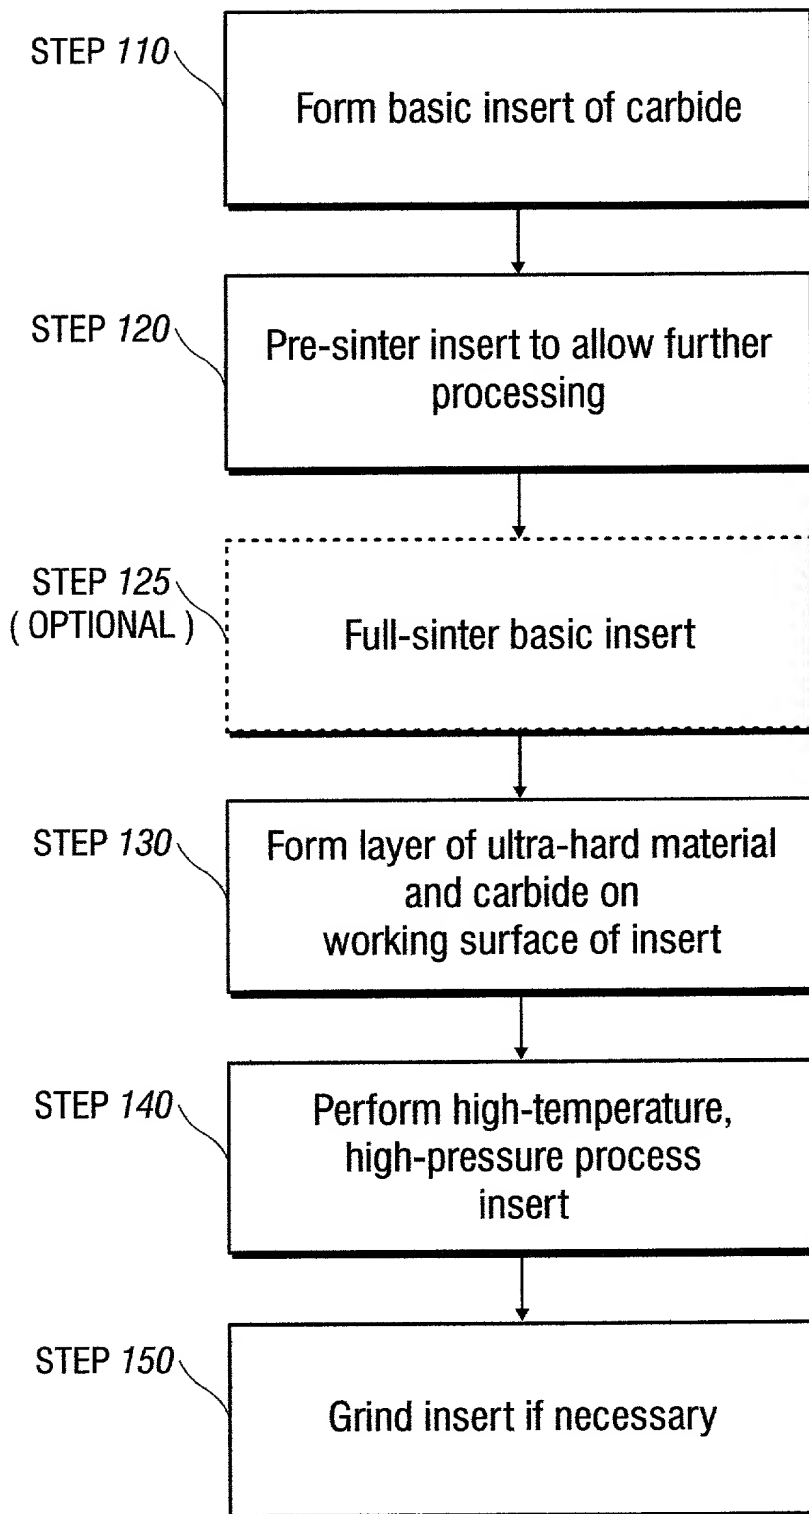 STEP 110
Form basic insert of carbide
STEP 120
Pre-sinter insert to allow further
processing
STEP 125
( OPTIONAL )
Full-sinter basic insert
STEP 130
Form layer of ultra-hard material
and carbide on
working surface of insert
STEP 140
Perform high-temperature,
high-pressure process
insert
STEP 150
Grind insert if necessary